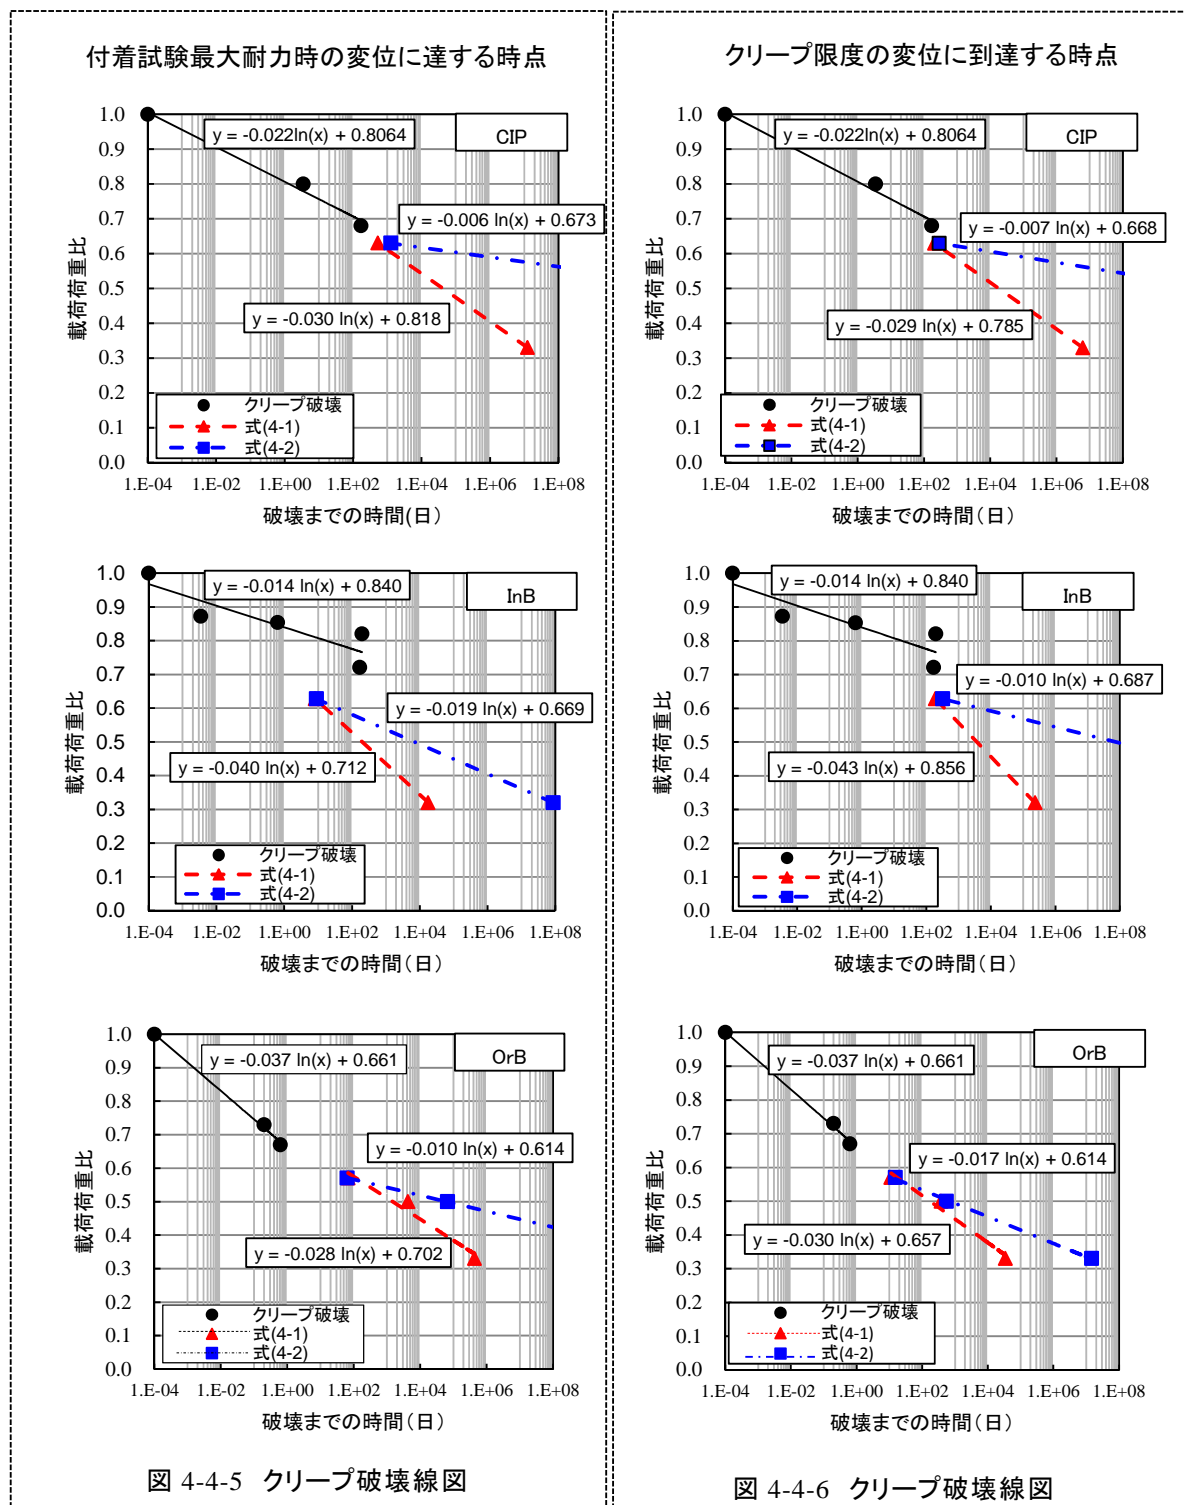 付着試験最大耐力時の変位に達する時点
CIP
y = -0.022ln(x) + 0.8064
y = -0.006 ln(x) + 0.673
y = -0.030 ln(x) + 0.818
載荷荷重比
1.0
0.9
0.8
0.7
0.6
0.5
0.4
0.3
0.2
0.1
0.0
クリープ破壊
式(4-1)
式(4-2)
1.E-04 1.E-02 1.E+00 1.E+02 1.E+04 1.E+06 1.E+08
破壊までの時間(日)
InB
y = -0.014 ln(x) + 0.840
y = -0.019 ln(x) + 0.669
y = -0.040 ln(x) + 0.712
載荷荷重比
1.0
0.9
0.8
0.7
0.6
0.5
0.4
0.3
0.2
0.1
0.0
クリープ破壊
式(4-1)
式(4-2)
1.E-04 1.E-02 1.E+00 1.E+02 1.E+04 1.E+06 1.E+08
破壊までの時間(日)
OrB
y = -0.037 ln(x) + 0.661
y = -0.010 ln(x) + 0.614
y = -0.028 ln(x) + 0.702
載荷荷重比
1.0
0.9
0.8
0.7
0.6
0.5
0.4
0.3
0.2
0.1
0.0
クリープ破壊
式(4-1)
式(4-2)
1.E-04 1.E-02 1.E+00 1.E+02 1.E+04 1.E+06 1.E+08
破壊までの時間(日)
図 4-4-5 クリープ破壊線図
クリープ限度の変位に到達する時点
CIP
y = -0.022ln(x) + 0.8064
y = -0.007 ln(x) + 0.668
y = -0.029 ln(x) + 0.785
載荷荷重比
1.0
0.9
0.8
0.7
0.6
0.5
0.4
0.3
0.2
0.1
0.0
クリープ破壊
式(4-1)
式(4-2)
1.E-04 1.E-02 1.E+00 1.E+02 1.E+04 1.E+06 1.E+08
破壊までの時間(日)
InB
y = -0.014 ln(x) + 0.840
y = -0.010 ln(x) + 0.687
y = -0.043 ln(x) + 0.856
載荷荷重比
1.0
0.9
0.8
0.7
0.6
0.5
0.4
0.3
0.2
0.1
0.0
クリープ破壊
式(4-1)
式(4-2)
1.E-04 1.E-02 1.E+00 1.E+02 1.E+04 1.E+06 1.E+08
破壊までの時間(日)
OrB
y = -0.037 ln(x) + 0.661
y = -0.017 ln(x) + 0.614
y = -0.030 ln(x) + 0.657
載荷荷重比
1.0
0.9
0.8
0.7
0.6
0.5
0.4
0.3
0.2
0.1
0.0
クリープ破壊
式(4-1)
式(4-2)
1.E-04 1.E-02 1.E+00 1.E+02 1.E+04 1.E+06 1.E+08
破壊までの時間(日)
図 4-4-6 クリープ破壊線図